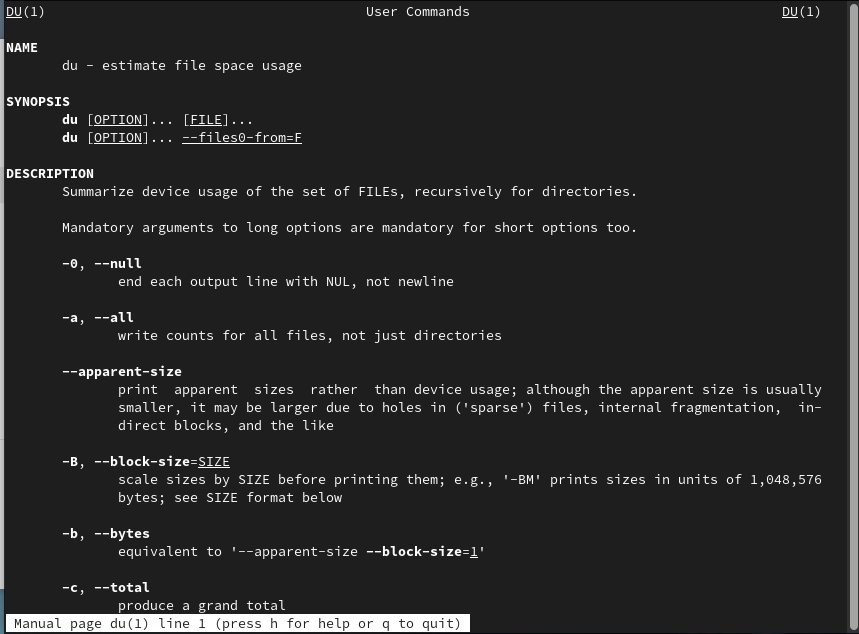 DU(1) User Commands DU(1)
NAME
du - estimate file space usage
SYNOPSIS
du [OPTION]... [FILE]...
du [OPTION]... --files0-from=F
DESCRIPTION
Summarize device usage of the set of FILEs, recursively for directories.
Mandatory arguments to long options are mandatory for short options too.
-0, --null
end each output line with NUL, not newline
-a, --all
write counts for all files, not just directories
--apparent-size
print apparent sizes rather than device usage; although the apparent size is usually
smaller, it may be larger due to holes in ('sparse') files, internal fragmentation, in-
direct blocks, and the like
-B, --block-size=SIZE
scale sizes by SIZE before printing them; e.g., '-BM' prints sizes in units of 1,048,576
bytes; see SIZE format below
-b, --bytes
equivalent to '--apparent-size --block-size=1'
-c, --total
produce a grand total
Manual page du(1) line 1 (press h for help or q to quit)